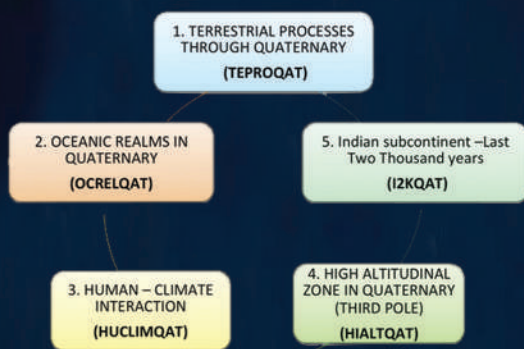 1. TERRESTRIAL PROCESSES
THROUGH QUATERNARY
(TEPROQAT)
2. OCEANIC REALMS IN
QUATERNARY
(OCRELQAT)
5. Indian subcontinent –Last
Two Thousand years
(I2KQAT)
3. HUMAN – CLIMATE
INTERACTION
(HUCLIMQAT)
4. HIGH ALTITUDINAL
ZONE IN QUATERNARY
(THIRD POLE)
(HIALTQAT)